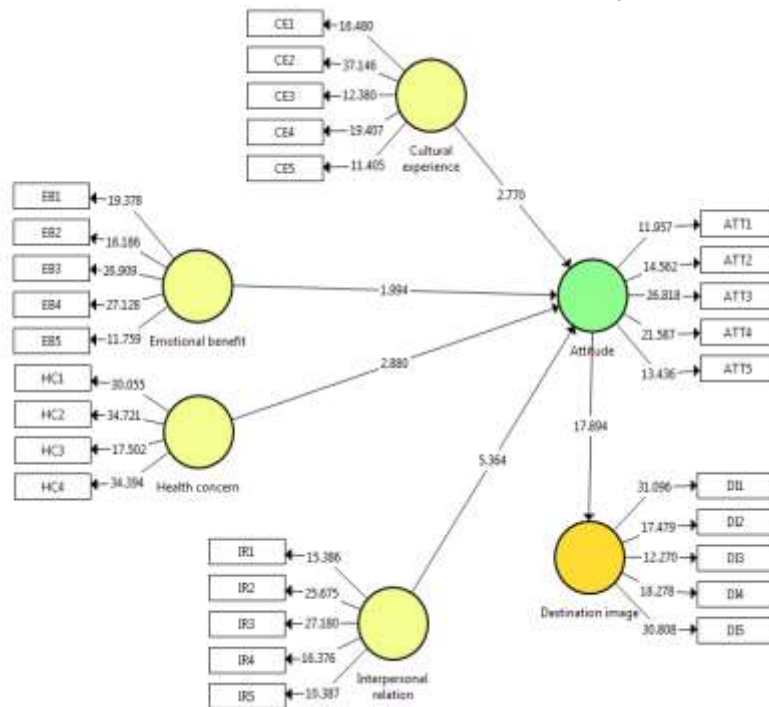 CE1
16.480
CE2
37.146
CE3
12.380
CE4
19.407
CE5
11.405
Cultural
experience
2.770
EB1
19.378
EB2
16.186
EB3
26.909
EB4
27.128
EB5
11.759
Emotional benefit
1.994
ATT1
11.957
ATT2
14.562
ATT3
26.818
ATT4
21.587
ATT5
13.436
Attitude
HC1
30.055
HC2
34.721
HC3
17.502
HC4
34.394
Health concern
2.880
17.894
5.364
DI1
31.096
DI2
17.479
DI3
12.270
DI4
18.278
DI5
30.808
Destination image
IR1
15.386
IR2
25.675
IR3
27.180
IR4
16.376
IR5
10.387
Interpersonal
relation